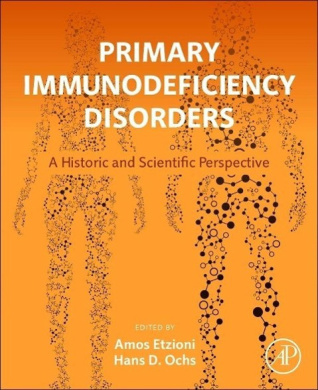 PRIMARY
IMMUNODEFICIENCY
DISORDERS
A Historic and Scientific Perspective
EDITED BY
Amos Etzioni
Hans D. Ochs
AP